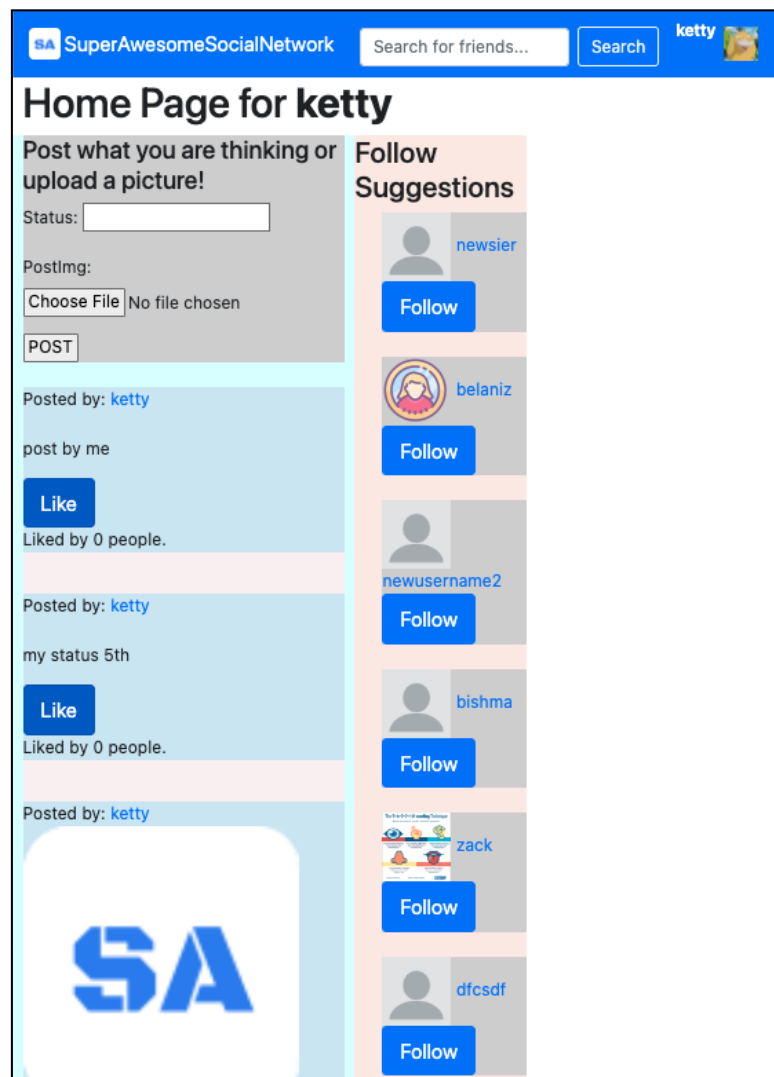 SA SuperAwesomeSocialNetwork
Search for friends...
Search
ketty
Home Page for ketty
Post what you are thinking or
upload a picture!
Status:
PostImg:
Choose File No file chosen
POST
Posted by: ketty
post by me
Like
Liked by 0 people.
Posted by: ketty
my status 5th
Like
Liked by 0 people.
Posted by: ketty
SA
Follow
Suggestions
newsier
Follow
belaniz
Follow
newusername2
Follow
bishma
Follow
zack
Follow
dfcsdf
Follow